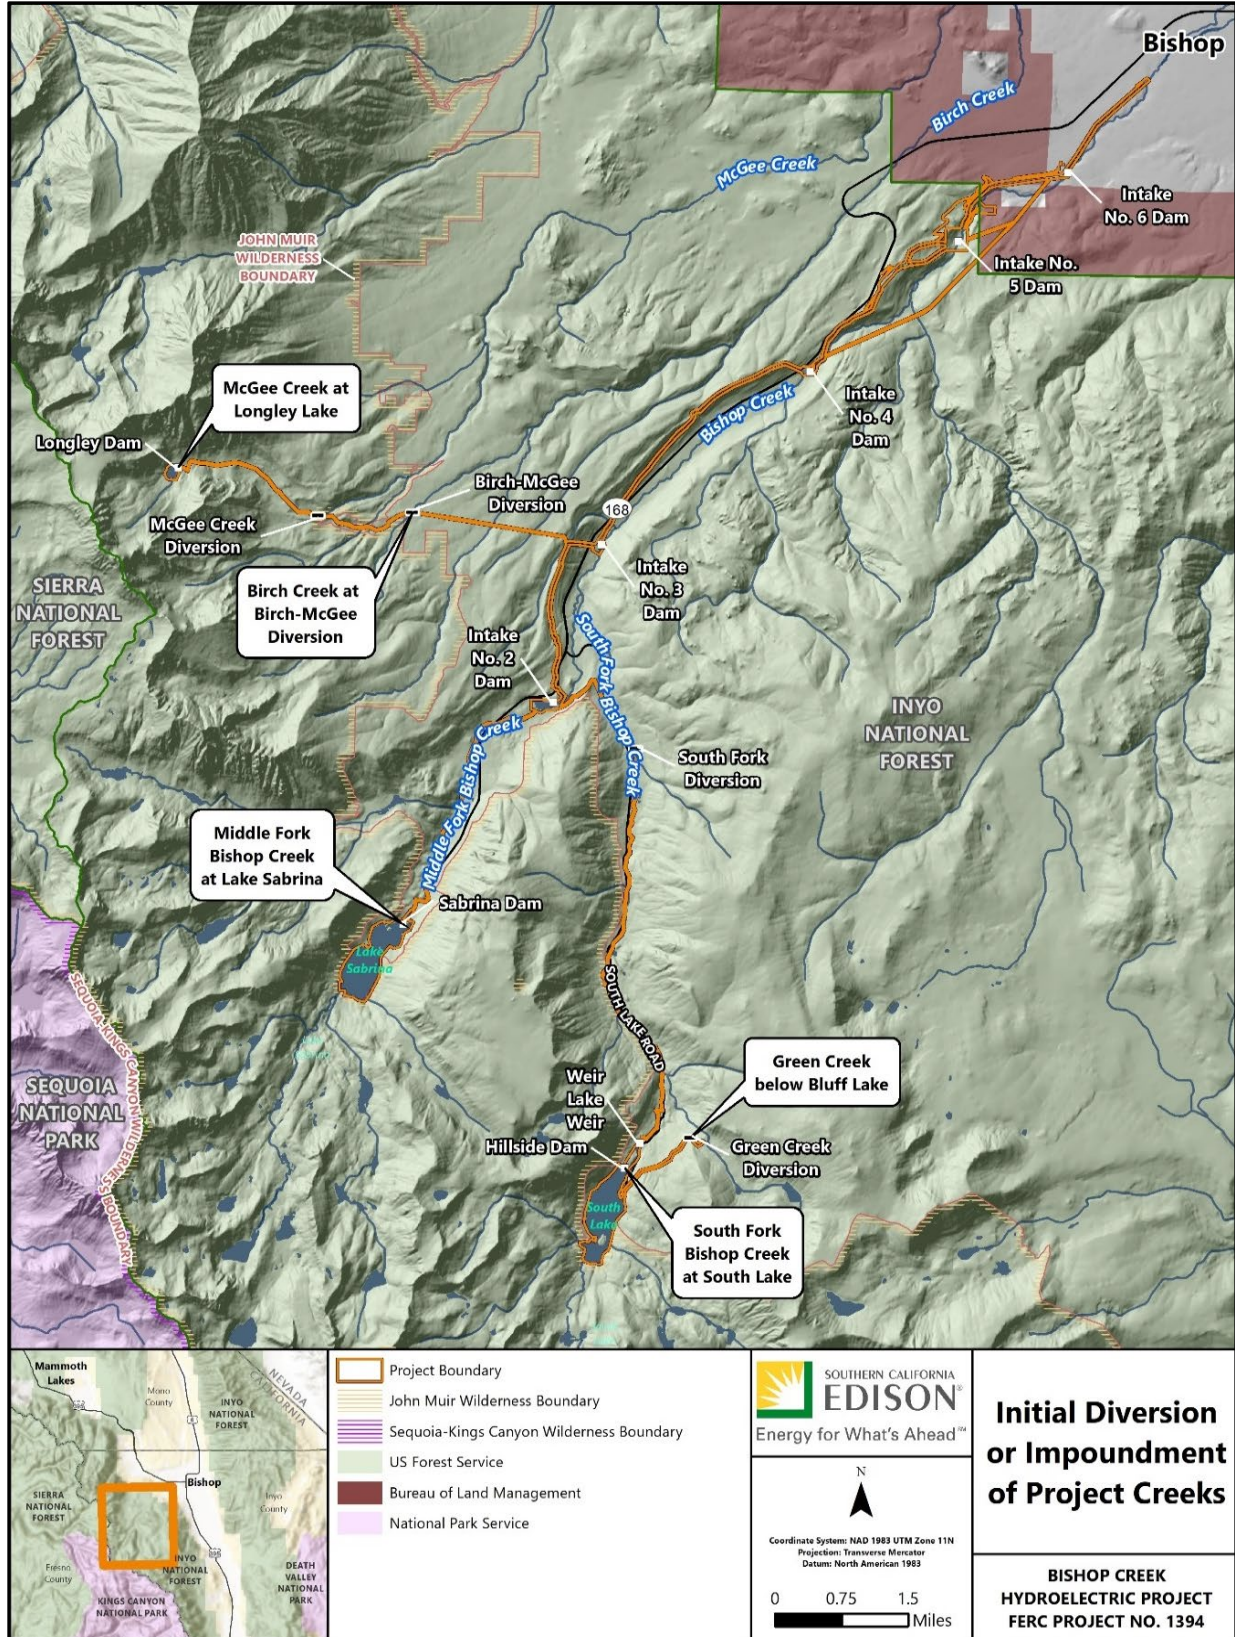 Bishop
Birch Creek
McGee Creek
Intake
No. 6 Dam
JOHN MUIR
WILDERNESS
BOUNDARY
Intake No.
5 Dam
McGee Creek at
Longley Lake
Intake
No. 4
Dam
Bishop Creek
Longley Dam
Birch-McGee
Diversion
168
McGee Creek
Diversion
Intake
No. 3
Dam
SIERRA
NATIONAL
FOREST
Birch Creek at
Birch-McGee
Diversion
Intake
No. 2
Dam
South Fork Bishop Creek
INYO
NATIONAL
FOREST
Middle Fork Bishop Creek
South Fork
Diversion
Middle Fork
Bishop Creek
at Lake Sabrina
Sabrina Dam
Lake
Sabrina
SEQUOIA-KINGS CANYON WILDERNESS BOUNDARY
SOUTH LAKE ROAD
SEQUOIA
NATIONAL
PARK
Green Creek
below Bluff Lake
Weir
Lake
Weir
Hillside Dam
Green Creek
Diversion
South
Lake
South Fork
Bishop Creek
at South Lake
Mammoth
Lakes
Mono
County
NEVADA
CALIFORNIA
INYO
NATIONAL
FOREST
6
395
Bishop
SIERRA
NATIONAL
FOREST
Inyo
County
395
Fresno
County
INYO
NATIONAL
FOREST
DEATH
VALLEY
NATIONAL
PARK
KINGS CANYON
NATIONAL PARK
Project Boundary
John Muir Wilderness Boundary
Sequoia-Kings Canyon Wilderness Boundary
US Forest Service
Bureau of Land Management
National Park Service
SOUTHERN CALIFORNIA
EDISON®
Energy for What's Ahead℠
N
Coordinate System: NAD 1983 UTM Zone 11N
Projection: Transverse Mercator
Datum: North American 1983
0 0.75 1.5
Miles
Initial Diversion
or Impoundment
of Project Creeks
BISHOP CREEK
HYDROELECTRIC PROJECT
FERC PROJECT NO. 1394